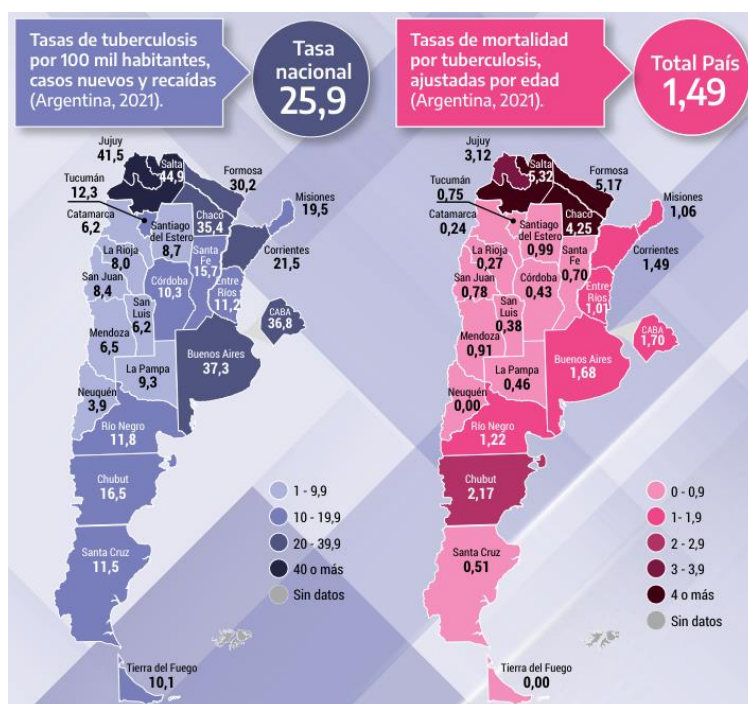 Tasas de tuberculosis
por 100 mil habitantes,
casos nuevos y recaídas
(Argentina, 2021).
Tasa
nacional
25,9
Jujuy
41,5
Salta
44,9
Formosa
30,2
Tucumán
12,3
Misiones
19,5
Catamarca
6,2
Chaco
35,4
Santiago
del Estero
8,7
Corrientes
21,5
La Rioja
8,0
Santa
Fe
15,7
San Juan
8,4
Córdoba
10,3
Entre
Ríos
11,2
San
Luis
6,2
CABA
36,8
Mendoza
6,5
Buenos Aires
37,3
La Pampa
9,3
Neuquén
3,9
Río Negro
11,8
Chubut
16,5
Santa Cruz
11,5
Tierra del Fuego
10,1
1 - 9,9
10 - 19,9
20 - 39,9
40 o más
Sin datos
Tasas de mortalidad
por tuberculosis,
ajustadas por edad
(Argentina, 2021).
Total País
1,49
Jujuy
3,12
Salta
5,32
Formosa
5,17
Tucumán
0,75
Misiones
1,06
Catamarca
0,24
Chaco
4,25
Santiago
del Estero
0,99
Corrientes
1,49
La Rioja
0,27
Santa
Fe
0,70
San Juan
0,78
Córdoba
0,43
Entre
Ríos
1,01
San
Luis
0,38
CABA
1,70
Mendoza
0,91
Buenos Aires
1,68
La Pampa
0,46
Neuquén
0,00
Río Negro
1,22
Chubut
2,17
Santa Cruz
0,51
Tierra del Fuego
0,00
0 - 0,9
1- 1,9
2 - 2,9
3 - 3,9
4 o más
Sin datos